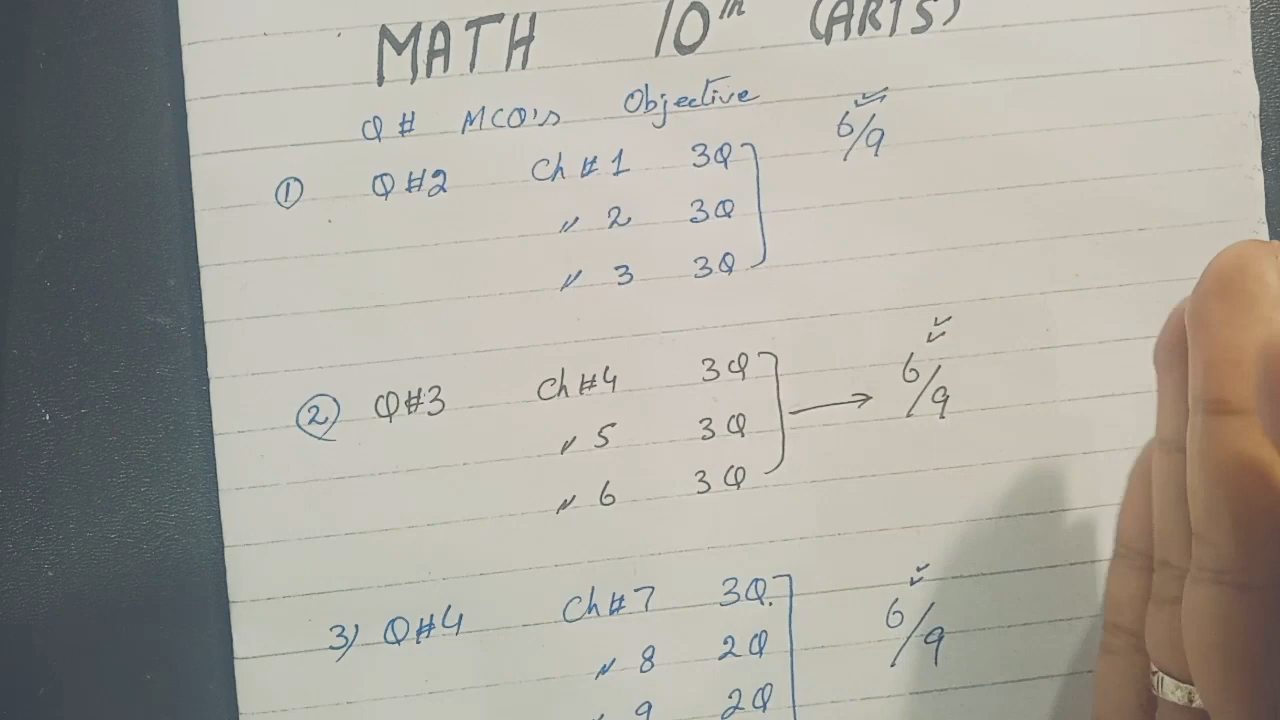 MATH 10th (ARTS)
Q # MCQ's Objective
① Q#2 Ch # 1 3Q 6/9
〃 2 3Q
〃 3 3Q
② Q#3 Ch #4 3Q → 6/9
〃 5 3Q
〃 6 3Q
3) Q#4 Ch #7 3Q. 6/9
〃 8 2Q
〃 9 2Q